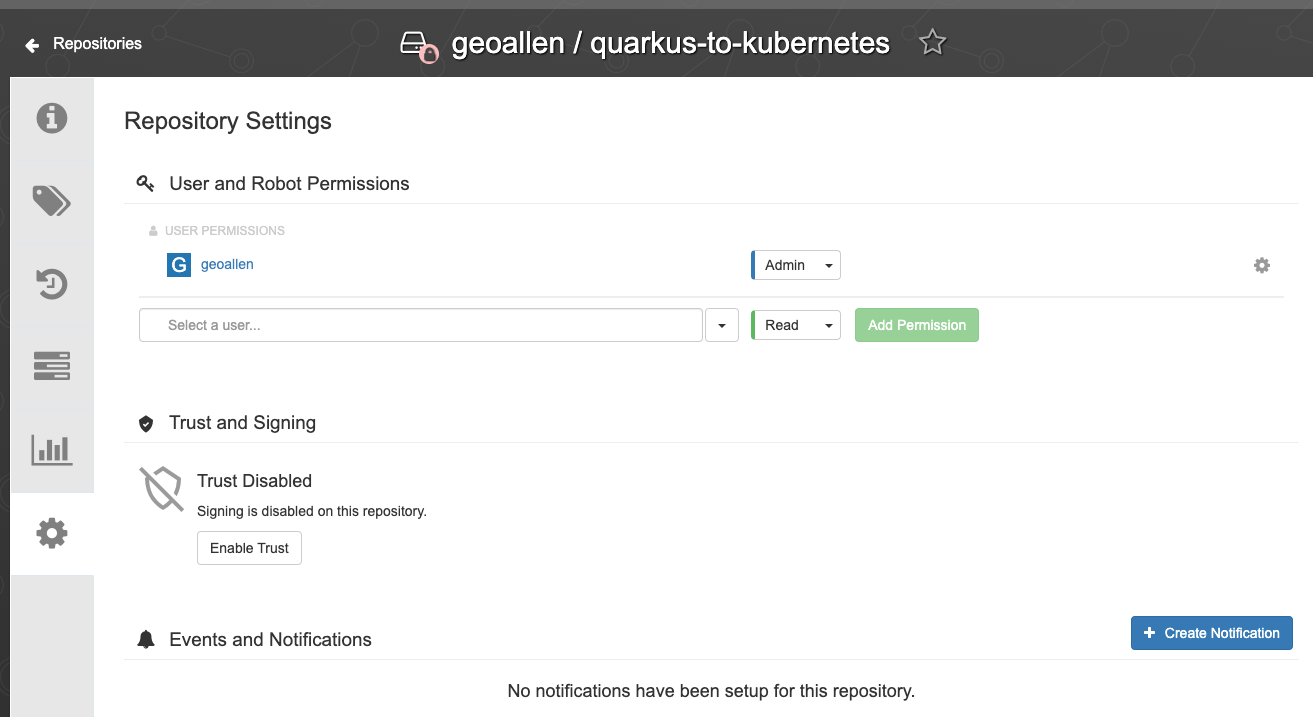 Repositories
geoallen / quarkus-to-kubernetes
Repository Settings
User and Robot Permissions
USER PERMISSIONS
G geoallen Admin
Select a user... Read Add Permission
Trust and Signing
Trust Disabled
Signing is disabled on this repository.
Enable Trust
Events and Notifications
+ Create Notification
No notifications have been setup for this repository.